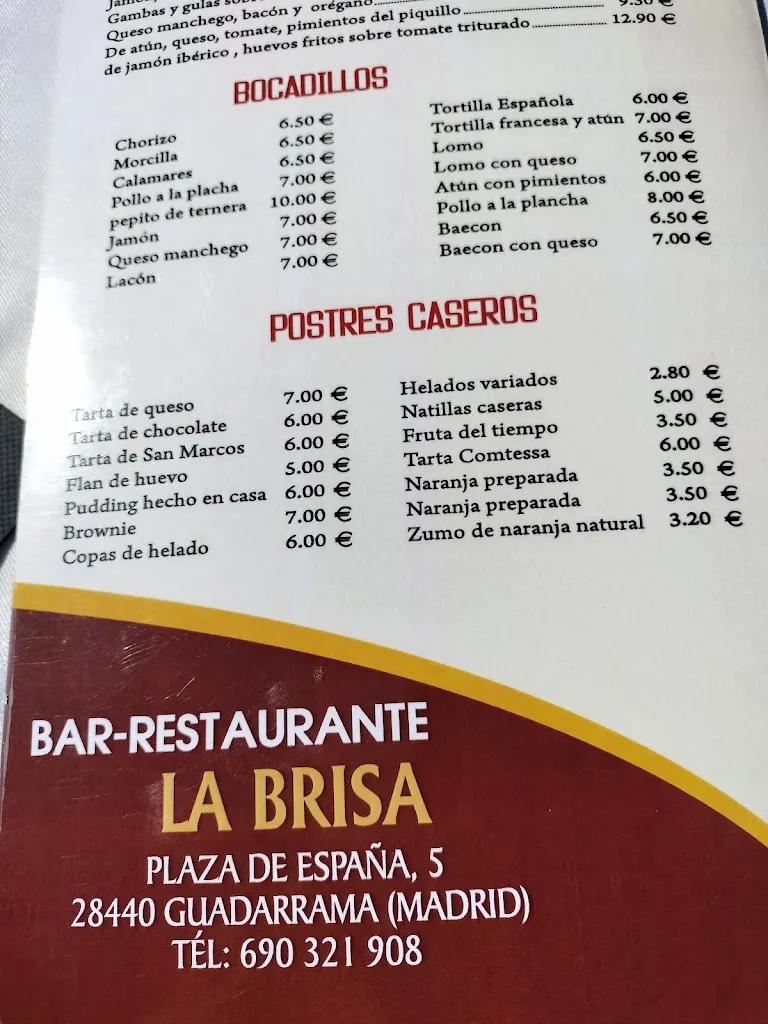 Gambas y gulas
Queso manchego, bacón y orégano
De atún, queso, tomate, pimientos del piquillo
de jamón ibérico , huevos fritos sobre tomate triturado 12.90 €
BOCADILLOS
Chorizo 6.50 €
Morcilla 6.50 €
Calamares 6.50 €
Pollo a la placha 7.00 €
pepito de ternera 10.00 €
Jamón 7.00 €
Queso manchego 7.00 €
Lacón 7.00 €
Tortilla Española 6.00 €
Tortilla francesa y atún 7.00 €
Lomo 6.50 €
Lomo con queso 7.00 €
Atún con pimientos 6.00 €
Pollo a la plancha 8.00 €
Baecon 6.50 €
Baecon con queso 7.00 €
POSTRES CASEROS
Tarta de queso 7.00 €
Tarta de chocolate 6.00 €
Tarta de San Marcos 6.00 €
Flan de huevo 5.00 €
Pudding hecho en casa 6.00 €
Brownie 7.00 €
Copas de helado 6.00 €
Helados variados 2.80 €
Natillas caseras 5.00 €
Fruta del tiempo 3.50 €
Tarta Comtessa 6.00 €
Naranja preparada 3.50 €
Naranja preparada 3.50 €
Zumo de naranja natural 3.20 €
BAR-RESTAURANTE
LA BRISA
PLAZA DE ESPAÑA, 5
28440 GUADARRAMA (MADRID)
TÉL: 690 321 908